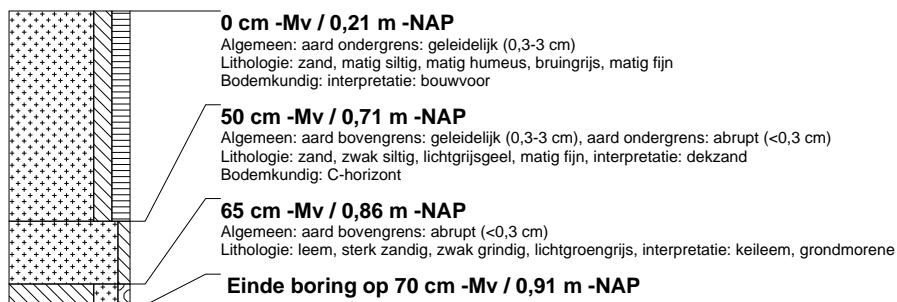 0 cm -Mv / 0,21 m -NAP
Algemeen: aard ondergrens: geleidelijk (0,3-3 cm)
Lithologie: zand, matig siltig, matig humeus, bruingrijs, matig fijn
Bodemkundig: interpretatie: bouwvoor
50 cm -Mv / 0,71 m -NAP
Algemeen: aard bovengrens: geleidelijk (0,3-3 cm), aard ondergrens: abrupt (<0,3 cm)
Lithologie: zand, zwak siltig, lichtgrijsgeel, matig fijn, interpretatie: dekzand
Bodemkundig: C-horizont
65 cm -Mv / 0,86 m -NAP
Algemeen: aard bovengrens: abrupt (<0,3 cm)
Lithologie: leem, sterk zandig, zwak grindig, lichtgroengrijs, interpretatie: keileem, grondmorene
Einde boring op 70 cm -Mv / 0,91 m -NAP